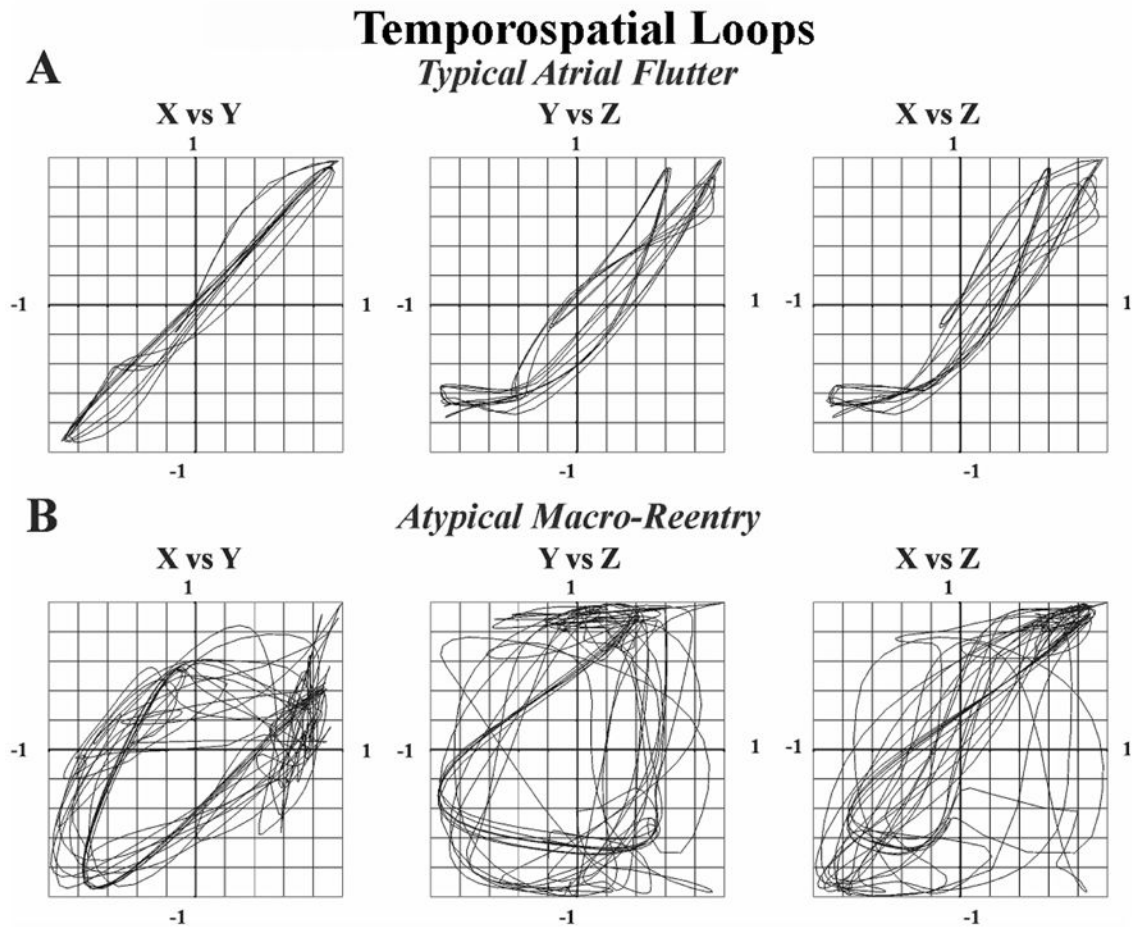 Temporospatial Loops
A
Typical Atrial Flutter
X vs Y
Y vs Z
X vs Z
1
1
1
-1
1
-1
1
-1
1
-1
-1
-1
B
Atypical Macro-Reentry
X vs Y
Y vs Z
X vs Z
1
1
1
-1
1
-1
1
-1
1
-1
-1
-1